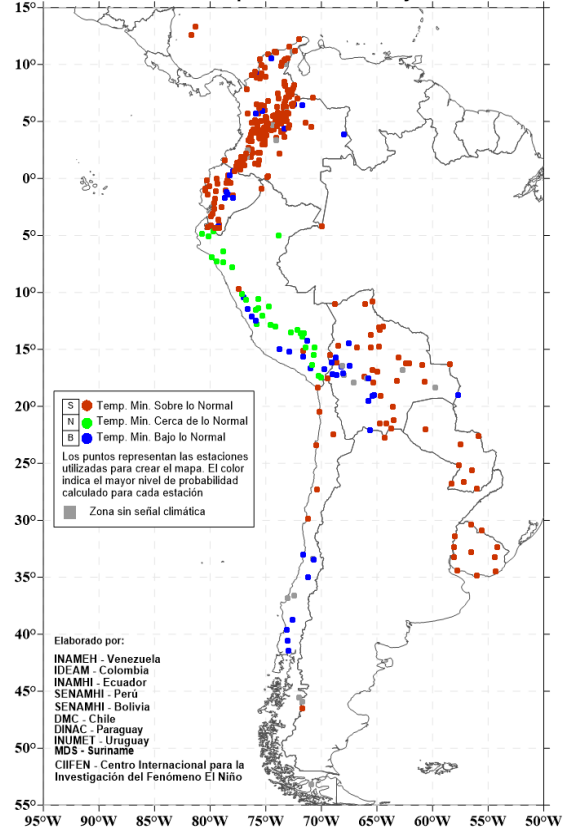 15°
10°
5°
0°
5°
10°
15°
20°
25°
30°
35°
40°
45°
50°
55°
95°W 90°W 85°W 80°W 75°W 70°W 65°W 60°W 55°W 50°W
S Temp. Min. Sobre lo Normal
N Temp. Min. Cerca de lo Normal
B Temp. Min. Bajo lo Normal
Los puntos representan las estaciones
utilizadas para crear el mapa. El color
indica el mayor nivel de probabilidad
calculado para cada estación
Zona sin señal climática
Elaborado por:
INAMEH - Venezuela
IDEAM - Colombia
INAMHI - Ecuador
SENAMHI - Perú
SENAMHI - Bolivia
DMC - Chile
DINAC - Paraguay
INUMET - Uruguay
MDS - Suriname
CIIFEN - Centro Internacional para la
Investigación del Fenómeno El Niño